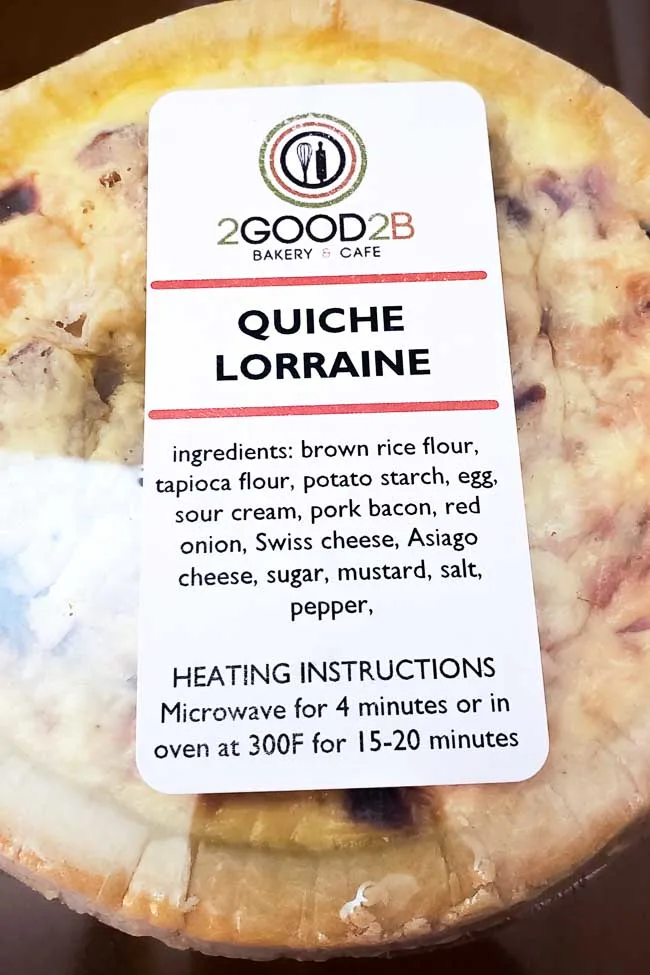 2GOOD2B
BAKERY & CAFE
QUICHE
LORRAINE
ingredients: brown rice flour,
tapioca flour, potato starch, egg,
sour cream, pork bacon, red
onion, Swiss cheese, Asiago
cheese, sugar, mustard, salt,
pepper,
HEATING INSTRUCTIONS
Microwave for 4 minutes or in
oven at 300F for 15-20 minutes